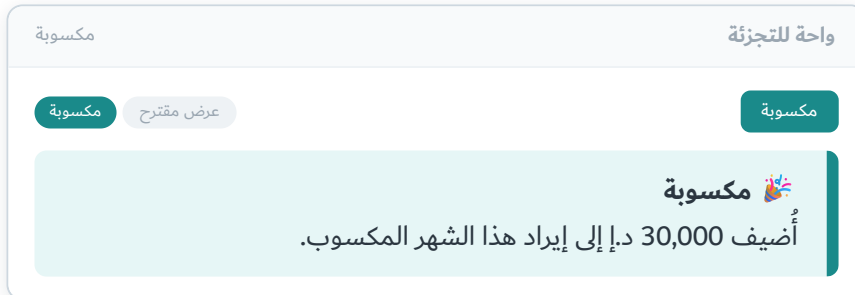 واحة للتجزئة
مكسوبة
مكسوبة
عرض مقترح
مكسوبة
🎉 مكسوبة
أُضيف 30,000 د.إ إلى إيراد هذا الشهر المكسوب.